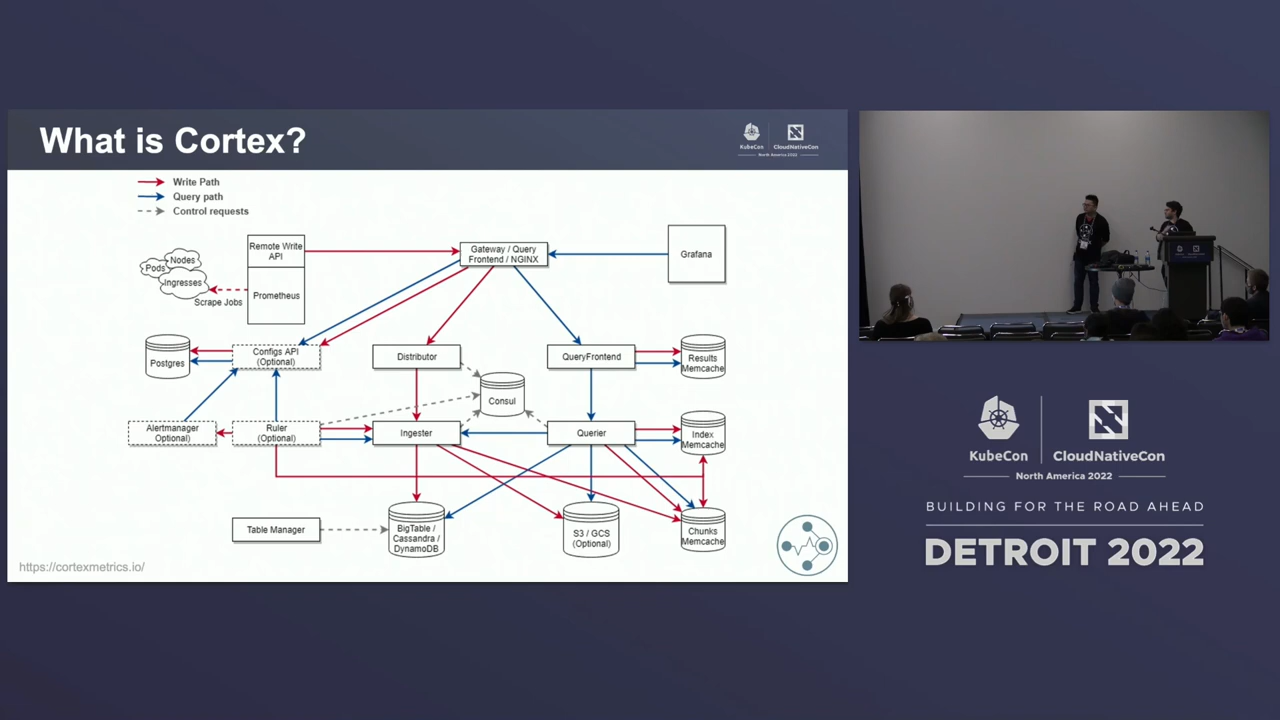 What is Cortex?
KubeCon
CloudNativeCon
North America 2022
Write Path
Query path
Control requests
Remote Write
API
Prometheus
Nodes
Pods
Ingresses
Scrape Jobs
Gateway / Query
Frontend / NGINX
Grafana
Postgres
Configs API
(Optional)
Distributor
QueryFrontend
Results
Memcache
Consul
Alertmanager
Optional)
Ruler
(Optional)
Ingester
Querier
Index
Memcache
Table Manager
BigTable /
Cassandra /
DynamoDB
S3 / GCS
(Optional)
Chunks
Memcache
https://cortexmetrics.io/
KubeCon
CloudNativeCon
North America 2022
BUILDING FOR THE ROAD AHEAD
DETROIT 2022